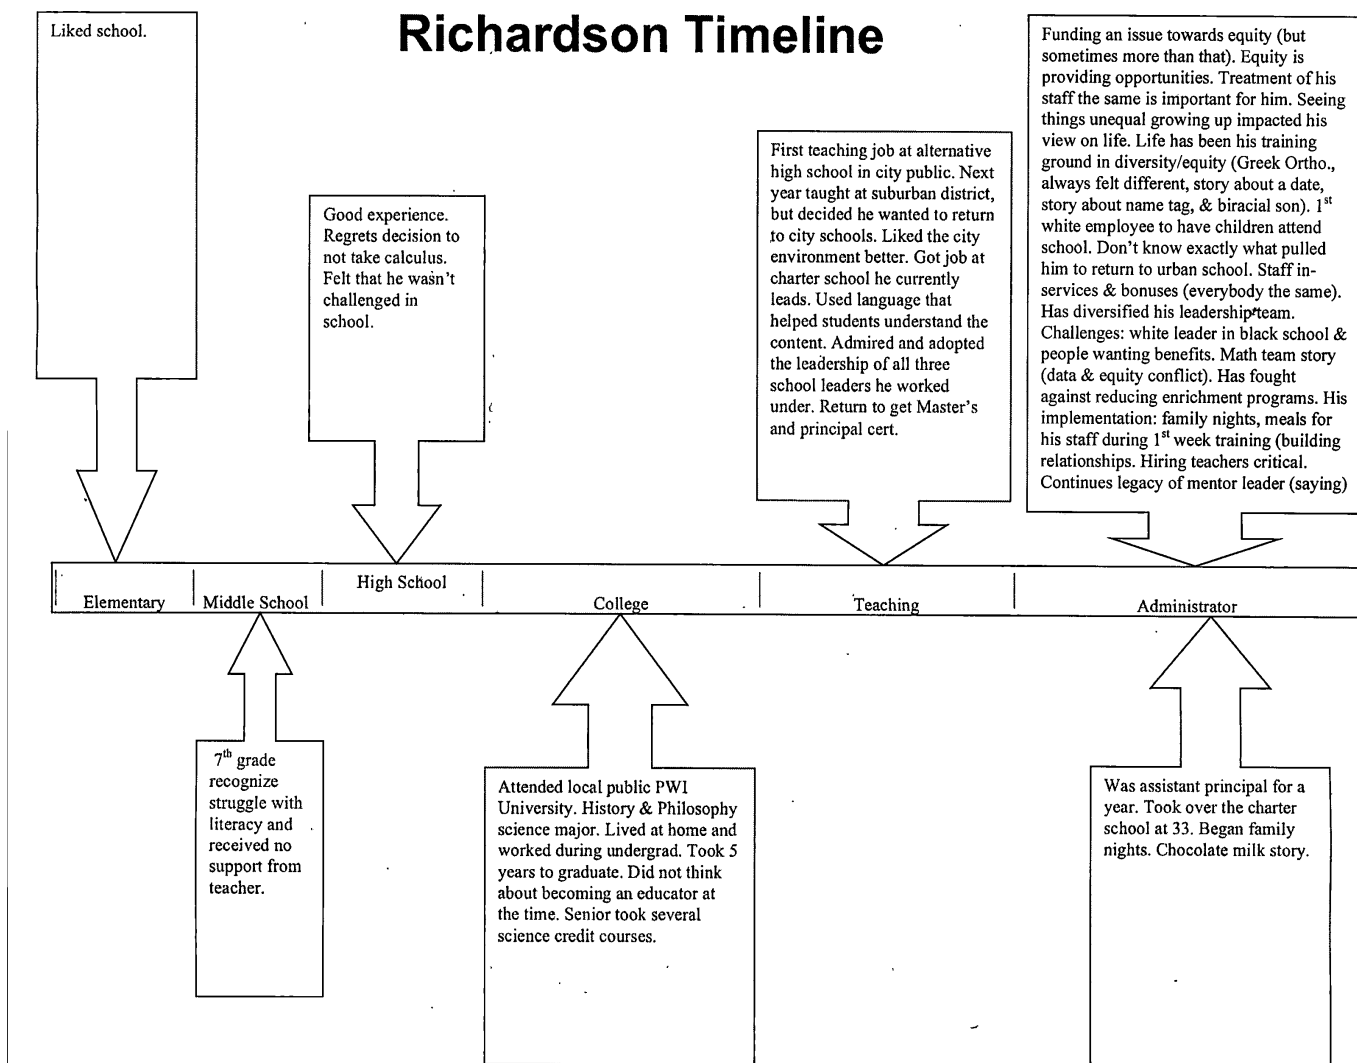 Richardson Timeline
Liked school.
Good experience.
Regrets decision to
not take calculus.
Felt that he wasn't
challenged in
school.
First teaching job at alternative
high school in city public. Next
year taught at suburban district,
but decided he wanted to return
to city schools. Liked the city
environment better. Got job at
charter school he currently
leads. Used language that
helped students understand the
content. Admired and adopted
the leadership of all three
school leaders he worked
under. Return to get Master's
and principal cert.
Funding an issue towards equity (but
sometimes more than that). Equity is
providing opportunities. Treatment of his
staff the same is important for him. Seeing
things unequal growing up impacted his
view on life. Life has been his training
ground in diversity/equity (Greek Ortho.,
always felt different, story about a date,
story about name tag, & biracial son). 1st
white employee to have children attend
school. Don't know exactly what pulled
him to return to urban school. Staff in-
services & bonuses (everybody the same).
Has diversified his leadership team.
Challenges: white leader in black school &
people wanting benefits. Math team story
(data & equity conflict). Has fought
against reducing enrichment programs. His
implementation: family nights, meals for
his staff during 1st week training (building
relationships. Hiring teachers critical.
Continues legacy of mentor leader (saying)
Elementary
Middle School
High School
College
Teaching
Administrator
7th grade
recognize
struggle with
literacy and
received no
support from
teacher.
Attended local public PWI
University. History & Philosophy
science major. Lived at home and
worked during undergrad. Took 5
years to graduate. Did not think
about becoming an educator at
the time. Senior took several
science credit courses.
Was assistant principal for a
year. Took over the charter
school at 33. Began family
nights. Chocolate milk story.